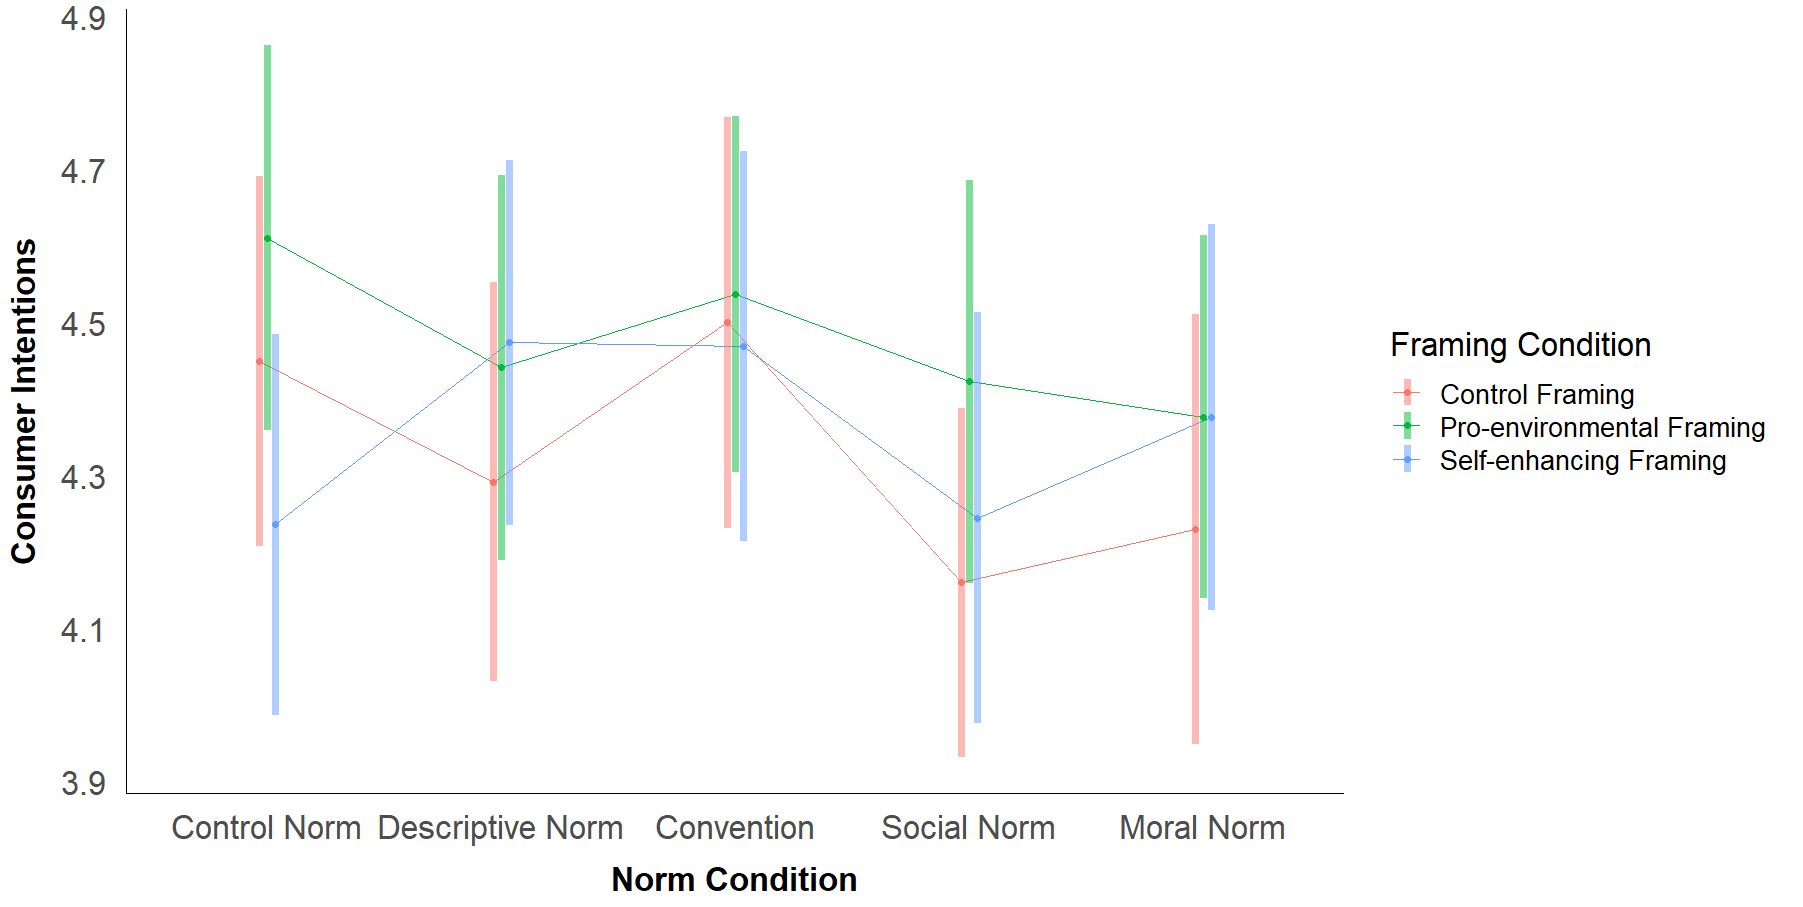 4.9
4.7
4.5
4.3
4.1
3.9
Consumer Intentions
Control Norm
Descriptive Norm
Convention
Social Norm
Moral Norm
Norm Condition
Framing Condition
Control Framing
Pro-environmental Framing
Self-enhancing Framing